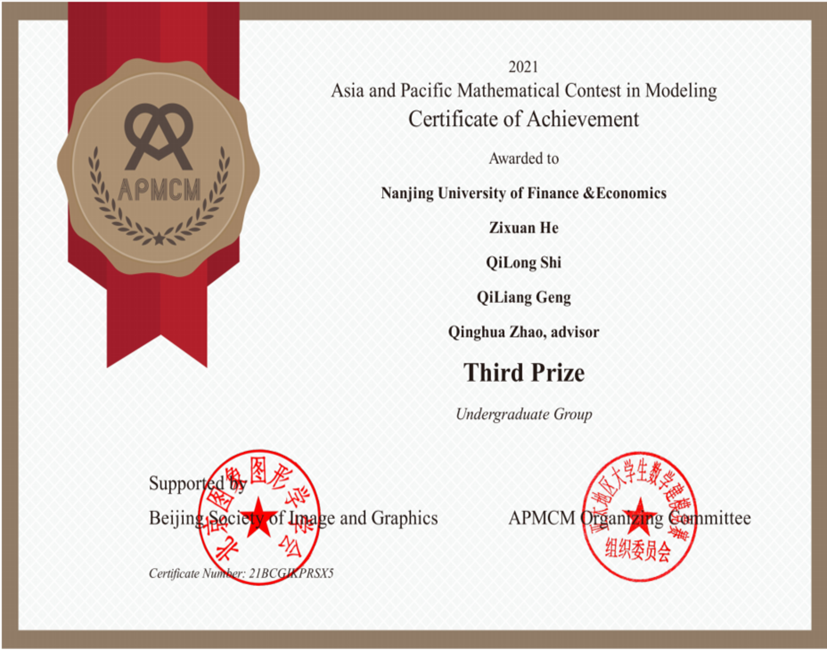 APMCM
2021
Asia and Pacific Mathematical Contest in Modeling
Certificate of Achievement
Awarded to
Nanjing University of Finance &Economics
Zixuan He
QiLong Shi
QiLiang Geng
Qinghua Zhao, advisor
Third Prize
Undergraduate Group
Supported by
Beijing Society of Image and Graphics
北京图象图形学学会
APMCM Organizing Committee
亚太地区大学生数学建模竞赛
组织委员会
Certificate Number: 21BCGIKPRSX5